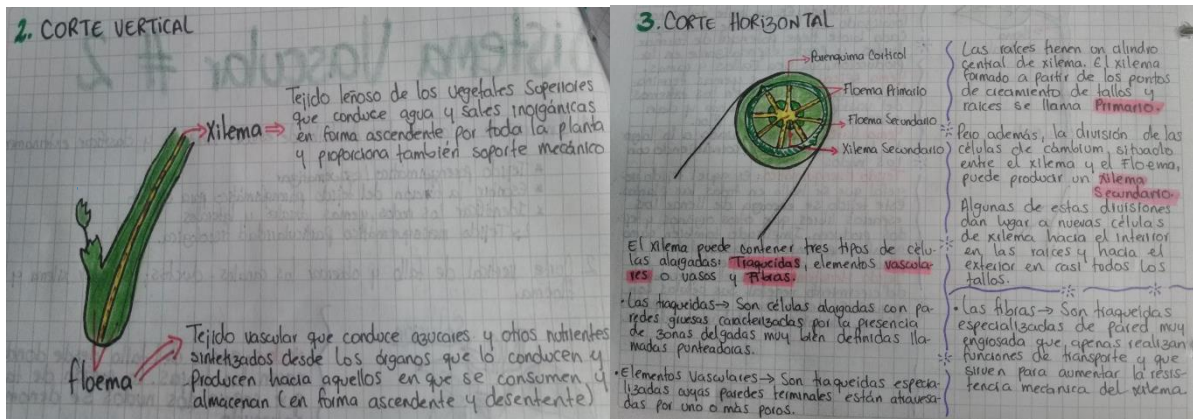 2. CORTE VERTICAL
Xilema
Tejido leñoso de los vegetales Superiores
que conduce agua y sales inorgánicas
en forma ascendente por toda la planta
y proporciona también soporte mecánico
floema
Tejido vascular que conduce azucares y otros nutrientes
sintetizados desde los órganos que lo conducen y
Producen hacia aquellos en que se consumen y
almacenan (en forma ascendente y desentente)
3. CORTE HORIZONTAL
Parenquima Cortical
Floema Primario
Floema Secundario
Xilema Secundario
El xilema puede contener tres tipos de célu-
las alargadas: Traqueidas, elementos vascula-
res o vasos y Fibras.
• Las traqueidas → Son células alargadas con pa-
redes gruesas caracterizadas por la presencia
de zonas delgadas muy bien definidas lla-
madas punteaduras.
• Elementos Vasculares → Son traqueidas especia-
lizadas cuyas paredes terminales están atravesa-
das por uno o más poros.
Las raíces tienen un cilindro
central de xilema. El xilema
formado a partir de los puntos
de crecimiento de tallos y
raíces se llama Primario.
Pero además, la división de las
células de cambium, situado
entre el xilema y el Floema,
puede producir un xilema
Secundario.
Algunas de estas divisiones
dan lugar a nuevas células
de xilema hacia el interior
en las raíces y hacia el
exterior en casi todos los
tallos.
• Las fibras → Son traqueidas
especializadas de pared muy
engrosada que, apenas realizan
funciones de transporte y que
sirven para aumentar la resis-
tencia mecánica del xilema.